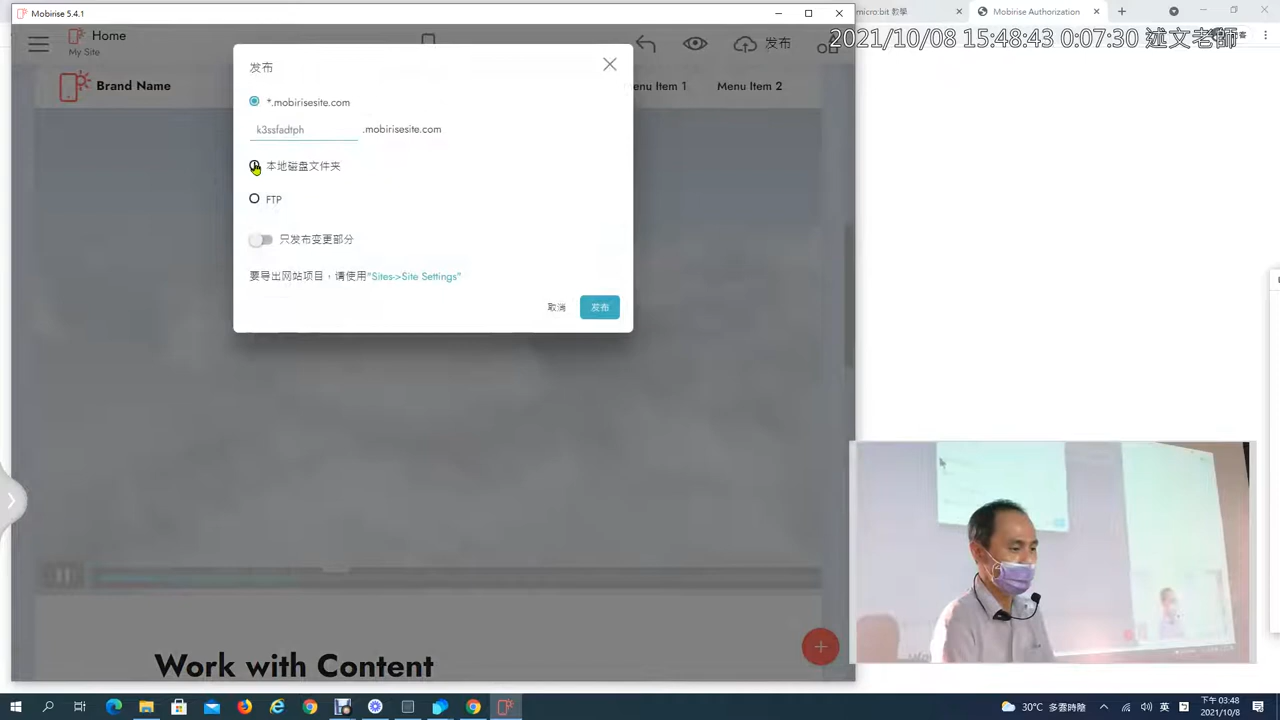 Mobirise 5.4.1
micro:bit 教學
Mobirise Authorization
Home
My Site
发布
2021/10/08 15:48:43 0:07:30 述文老師
Brand Name
enu Item 1
Menu Item 2
发布
*.mobirisesite.com
k3ssfadtph
.mobirisesite.com
本地磁盘文件夹
FTP
只发布变更部分
要导出网站项目，请使用"Sites->Site Settings"
取消
发布
Work with Content
30°C 多雲時陰
英
下午 03:48
2021/10/8